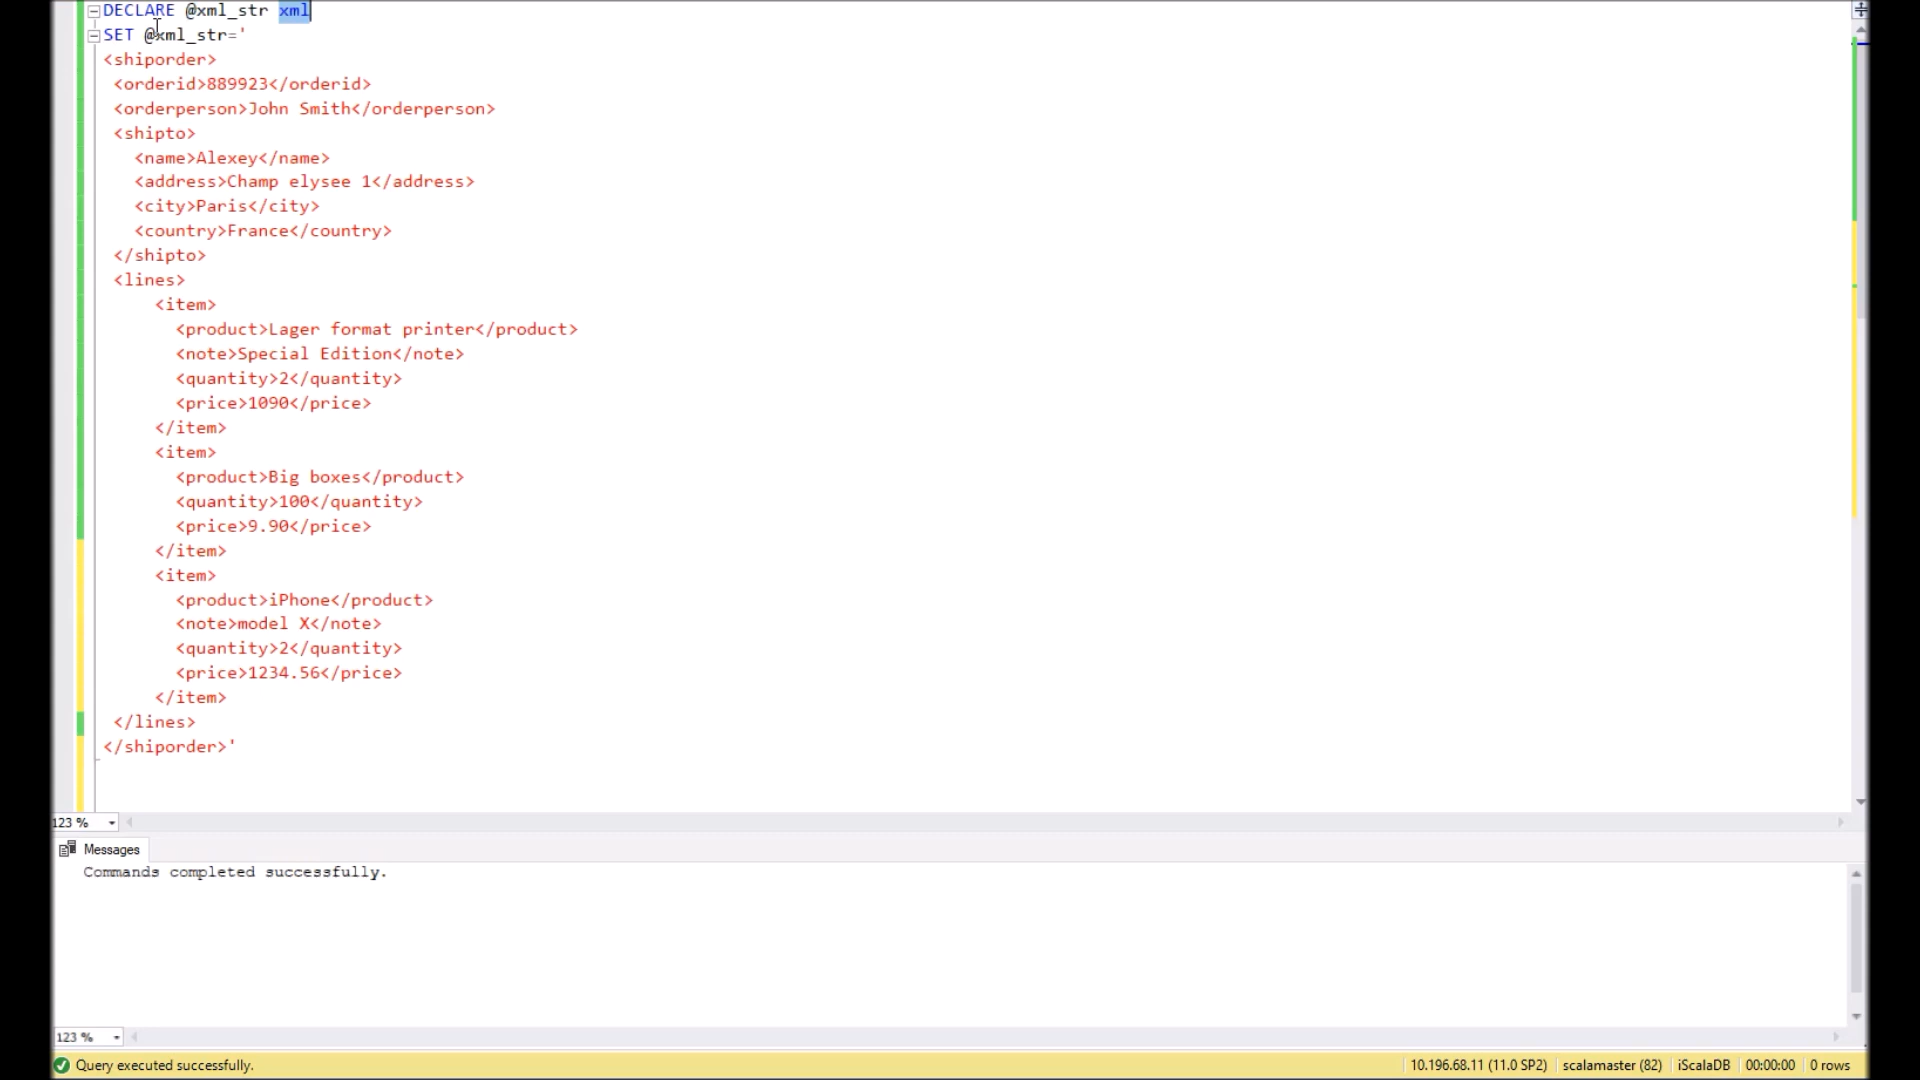 DECLARE @xml_str xml
SET @xml_str='
<shiporder>
<orderid>889923</orderid>
<orderperson>John Smith</orderperson>
<shipto>
<name>Alexey</name>
<address>Champ elysee 1</address>
<city>Paris</city>
<country>France</country>
</shipto>
<lines>
<item>
<product>Lager format printer</product>
<note>Special Edition</note>
<quantity>2</quantity>
<price>1090</price>
</item>
<item>
<product>Big boxes</product>
<quantity>100</quantity>
<price>9.90</price>
</item>
<item>
<product>iPhone</product>
<note>model X</note>
<quantity>2</quantity>
<price>1234.56</price>
</item>
</lines>
</shiporder>'
123 %
Messages
Commands completed successfully.
123 %
Query executed successfully. 10.196.68.11 (11.0 SP2) scalamaster (82) iScalaDB 00:00:00 0 rows